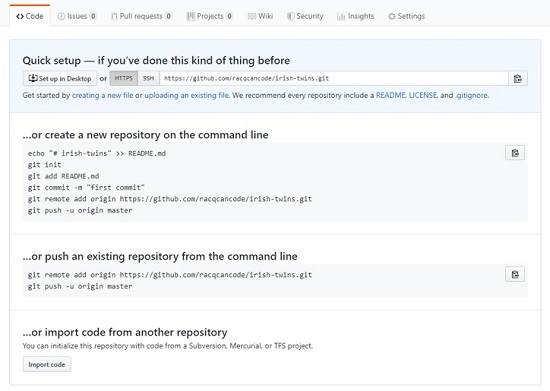 Code Issues 0 Pull requests 0 Projects 0 Wiki Security Insights Settings
Quick setup — if you've done this kind of thing before
Set up in Desktop or HTTPS SSH https://github.com/racqcancode/irish-twins.git
Get started by creating a new file or uploading an existing file. We recommend every repository include a README, LICENSE, and .gitignore.
...or create a new repository on the command line
echo "# irish-twins" >> README.md
git init
git add README.md
git commit -m "first commit"
git remote add origin https://github.com/racqcancode/irish-twins.git
git push -u origin master
...or push an existing repository from the command line
git remote add origin https://github.com/racqcancode/irish-twins.git
git push -u origin master
...or import code from another repository
You can initialize this repository with code from a Subversion, Mercurial, or TFS project.
Import code